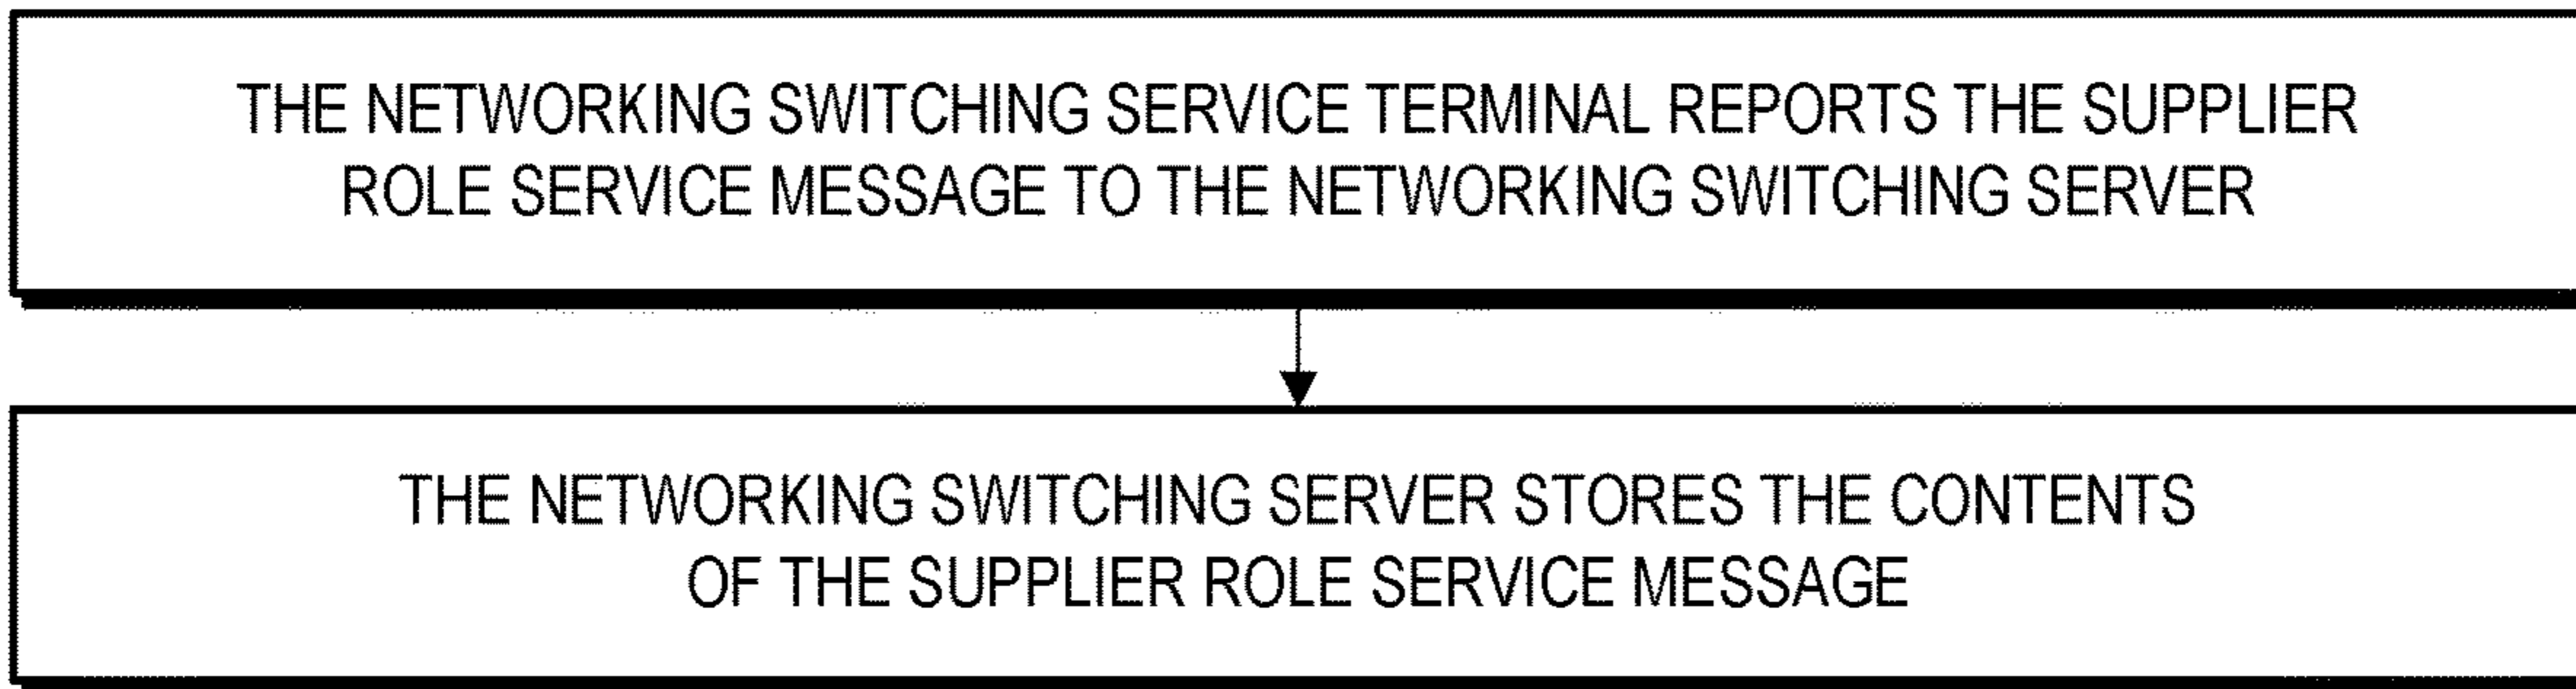 THE NETWORKING SWITCHING SERVICE TERMINAL REPORTS THE SUPPLIER
ROLE SERVICE MESSAGE TO THE NETWORKING SWITCHING SERVER
THE NETWORKING SWITCHING SERVER STORES THE CONTENTS
OF THE SUPPLIER ROLE SERVICE MESSAGE